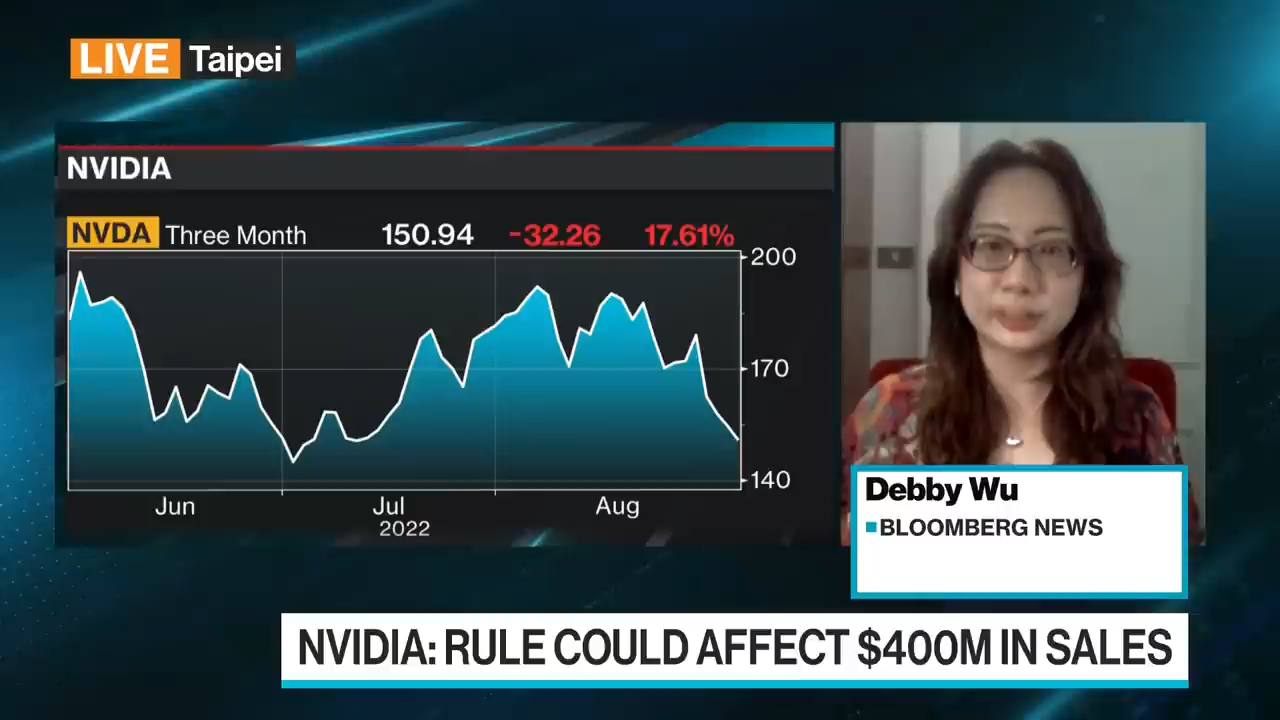 LIVE Taipei
NVIDIA
NVDA Three Month 150.94 -32.26 17.61%
200
170
140
Jun Jul Aug
2022
Debby Wu
BLOOMBERG NEWS
NVIDIA: RULE COULD AFFECT $400M IN SALES